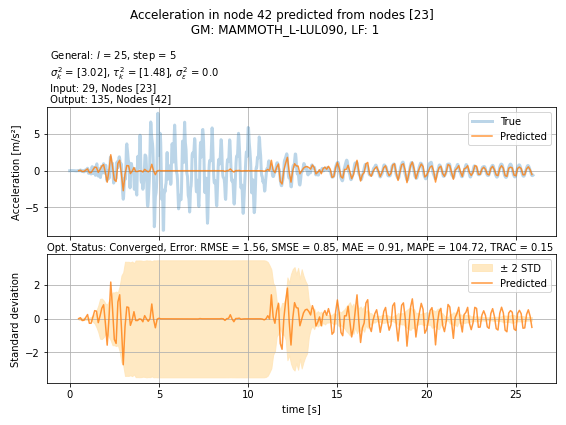 Acceleration in node 42 predicted from nodes [23]
GM: MAMMOTH_L-LUL090, LF: 1
General: l = 25, step = 5
σ²ₖ = [3.02], τ²ₖ = [1.48], σ²ε = 0.0
Input: 29, Nodes [23]
Output: 135, Nodes [42]
Acceleration [m/s²]
5
0
−5
True
Predicted
Opt. Status: Converged, Error: RMSE = 1.56, SMSE = 0.85, MAE = 0.91, MAPE = 104.72, TRAC = 0.15
Standard deviation
2
0
−2
± 2 STD
Predicted
0 5 10 15 20 25
time [s]